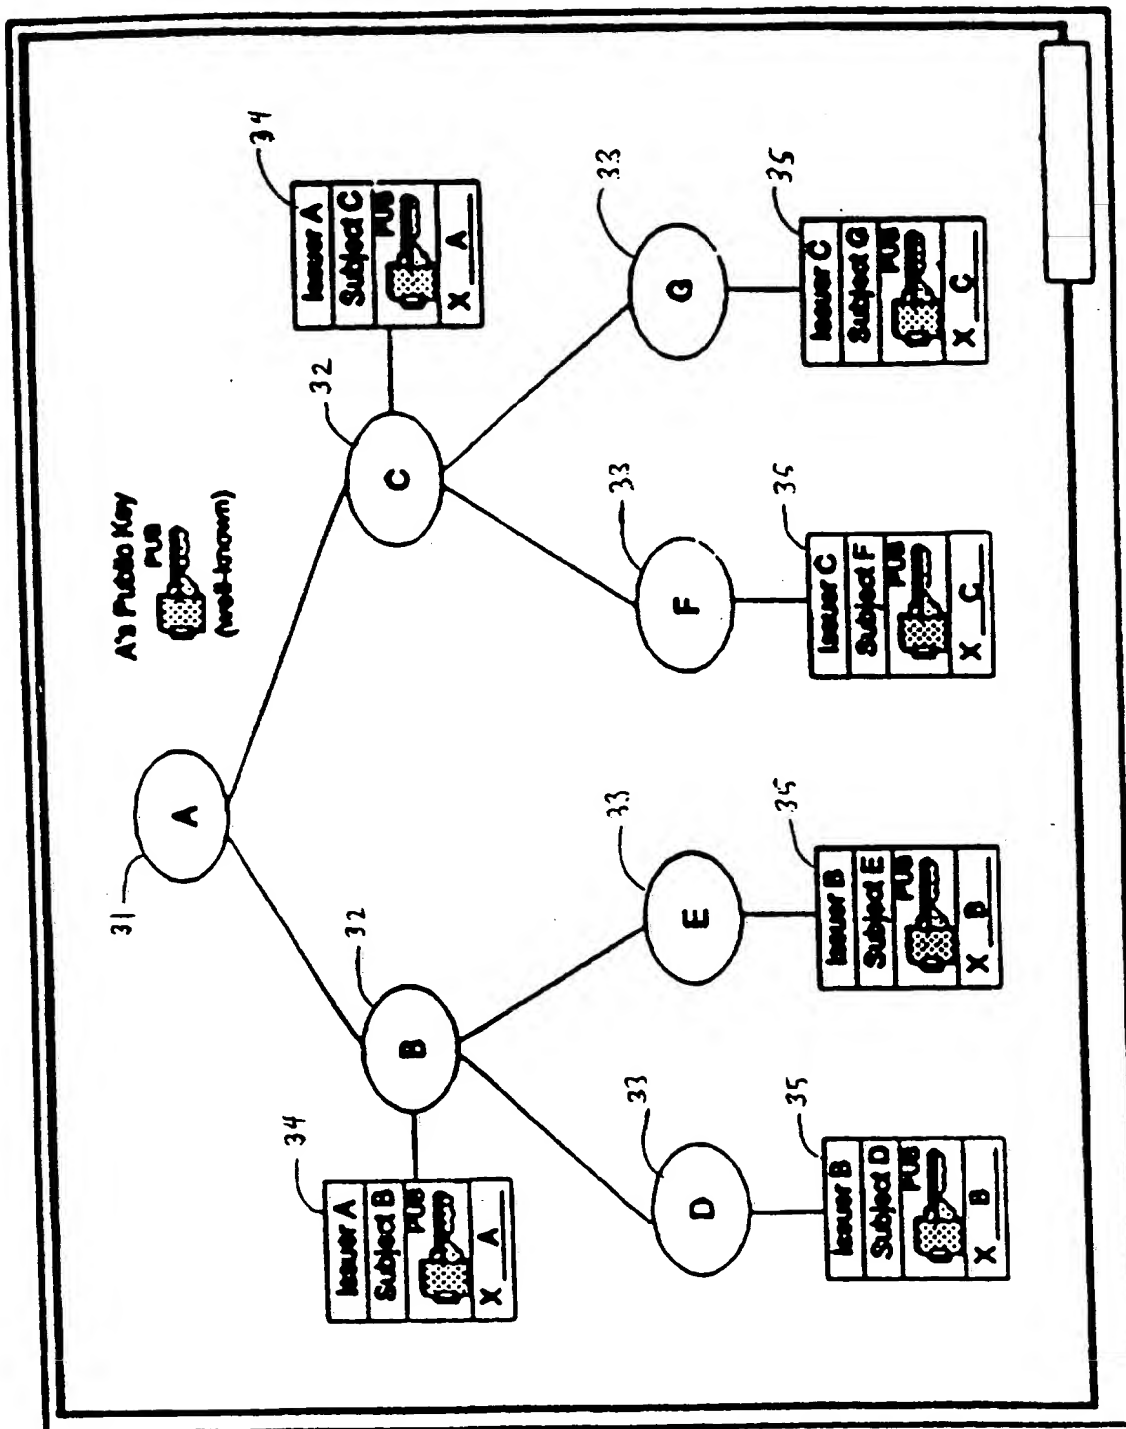 A's Public Key
PUB
(well-known)
31
A
32
B
34
Issuer A
Subject B
PUB
X A
32
C
34
Issuer A
Subject C
PUB
X A
33
D
35
Issuer B
Subject D
PUB
X B
33
E
35
Issuer B
Subject E
PUB
X B
33
F
35
Issuer C
Subject F
PUB
X C
33
G
35
Issuer C
Subject G
PUB
X C